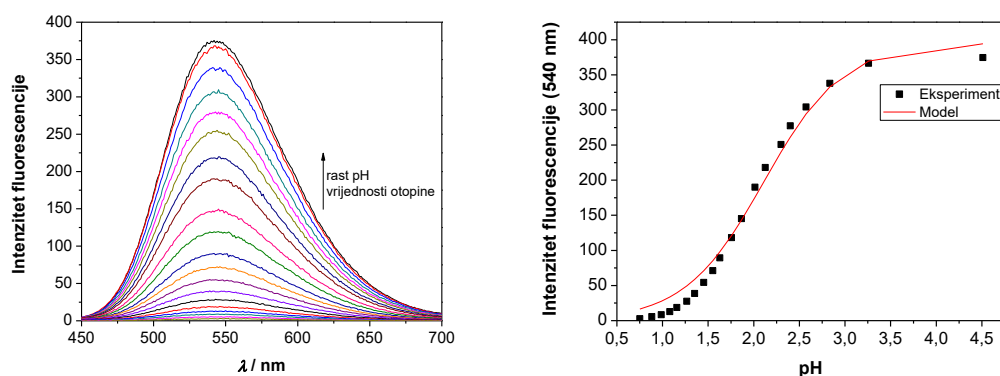 400
350
300
250
200
150
100
50
0
Intenzitet fluorescencije
rast pH
vrijednosti otopine
450 500 550 600 650 700
λ / nm
400
350
300
250
200
150
100
50
0
Intenzitet fluorescencije (540 nm)
Eksperiment
Model
0,5 1,0 1,5 2,0 2,5 3,0 3,5 4,0 4,5
pH